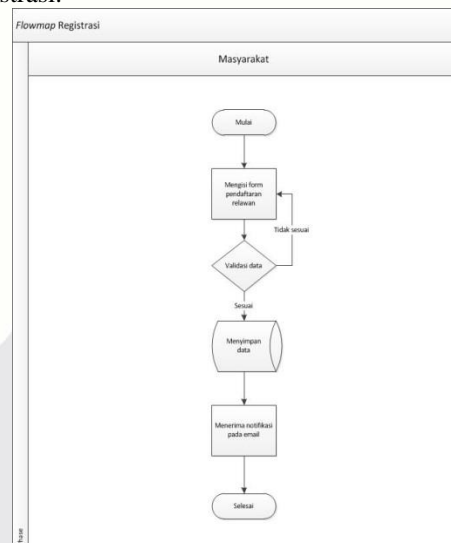 strasi.
Flowmap Registrasi
Masyarakat
Mulai
Mengisi form
pendaftaran
relawan
Tidak sesuai
Validasi data
Sesuai
Menyimpan
data
Menerima notifikasi
pada email
Selesai
hase